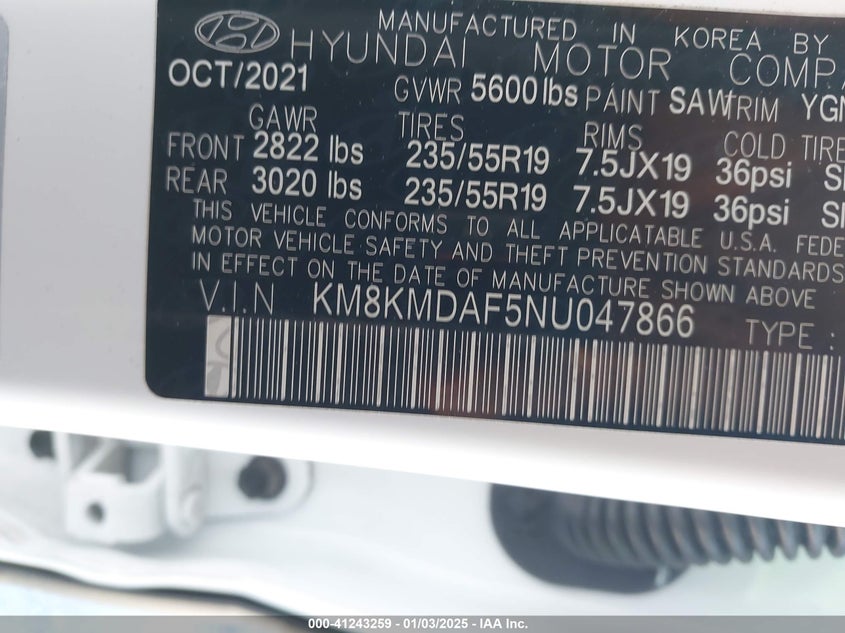 MANUFACTURED IN KOREA BY
HYUNDAI MOTOR
OCT/2021 GVWR 5600lbs PAINT SAW TRIM
GAWR TIRES RIMS COLD TIRE
FRONT 2822 lbs 235/55R19 7.5JX19 36psi
REAR 3020 lbs 235/55R19 7.5JX19 36psi
THIS VEHICLE CONFORMS TO ALL APPLICATABLE U.S.A.
MOTOR VEHICLE SAFETY AND THEFT PREVENTION STANDARDS
IN EFFECT ON THE DATE OF MANUFACTURE SHOWN ABOVE
V.I.N KM8KMDAF5NU047866 TYPE :
000-41243259 - 01/03/2025 - IAA Inc.